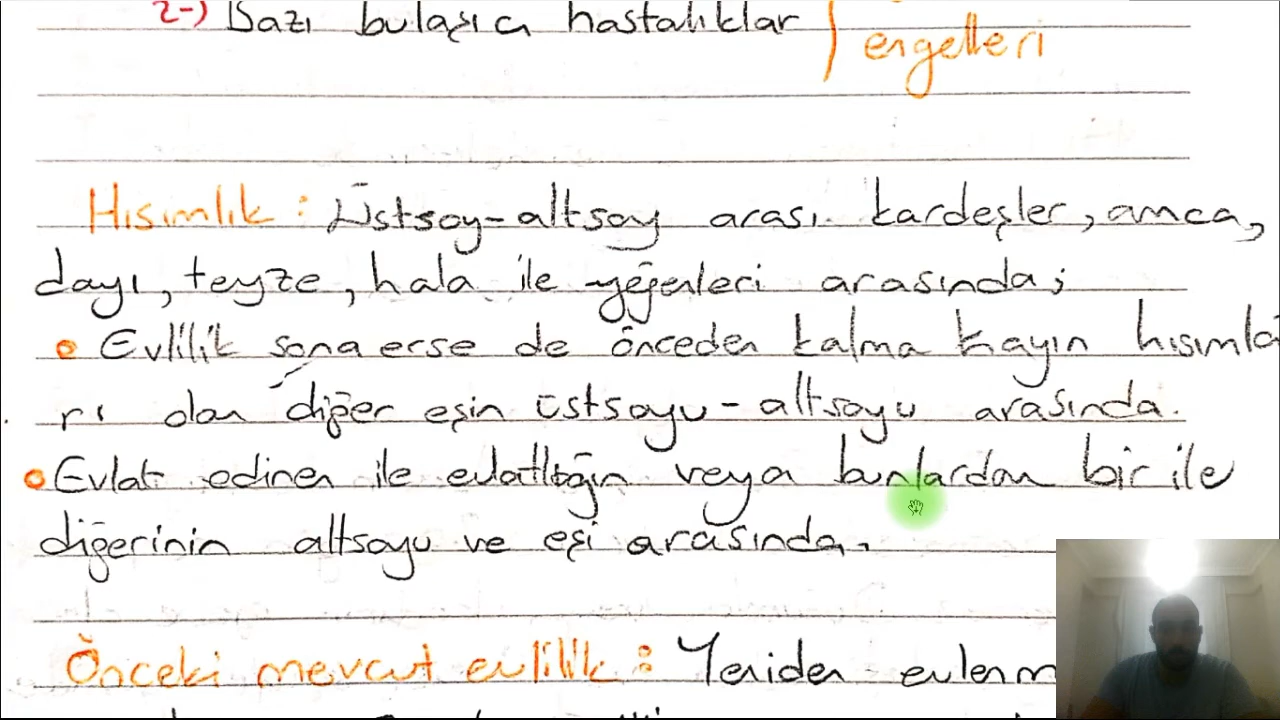 2-) Bazı bulaşıcı hastalıklar
engelleri
Hısımlık: Üstsoy-altsoy arası kardeşler, amca,
dayı, teyze, hala ile yeğenleri arasında;
• Evlilik sona erse de önceden kalma kayın hısımla
rı olan diğer eşin üstsoyu-altsoyu arasında.
• Evlat edinen ile evlatlığın veya bunlardan bir ile
diğerinin altsoyu ve eşi arasında.
Önceki mevcut evlilik: Yeniden evlenm